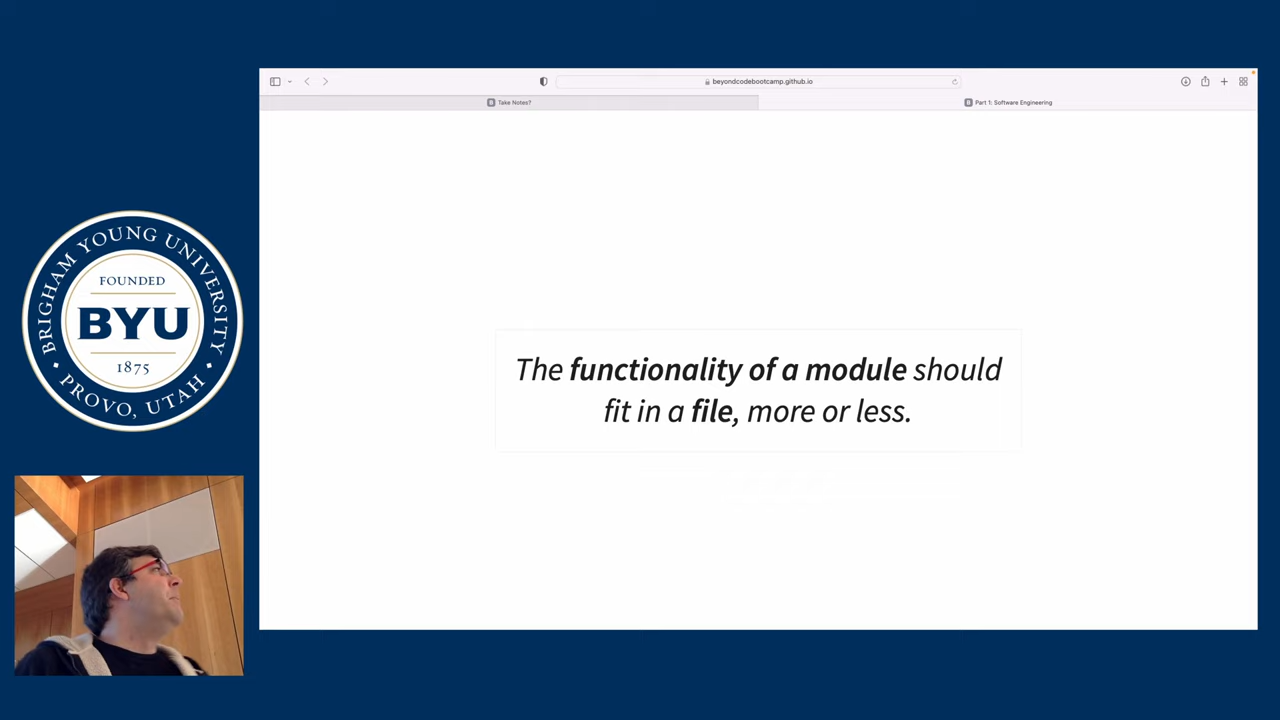 beyondcodebootcamp.github.io
Take Notes?
Part 1: Software Engineering
The functionality of a module should
fit in a file, more or less.
BRIGHAM YOUNG UNIVERSITY
FOUNDED
BYU
1875
PROVO, UTAH